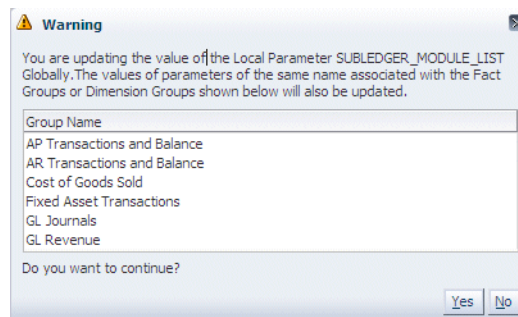 Warning
You are updating the value of the Local Parameter SUBLEDGER_MODULE_LIST
Globally.The values of parameters of the same name associated with the Fact
Groups or Dimension Groups shown below will also be updated.
Group Name
AP Transactions and Balance
AR Transactions and Balance
Cost of Goods Sold
Fixed Asset Transactions
GL Journals
GL Revenue
Do you want to continue?
Yes No